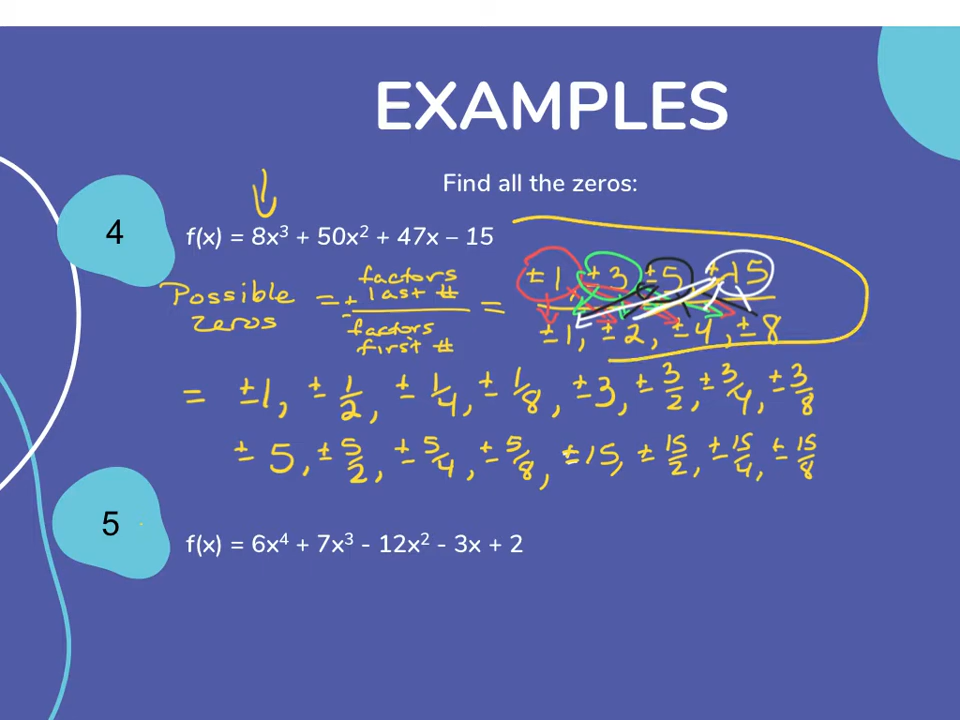 EXAMPLES
Find all the zeros:
4
f(x) = 8x³ + 50x² + 47x – 15
Possible zeros = ± factors last # / factors first # = ±1 ±3 ±5 ±15 / ±1, ±2, ±4, ±8
= ±1, ± 1/2, ± 1/4, ± 1/8, ±3, ± 3/2, ± 3/4, ± 3/8
± 5, ± 5/2, ± 5/4, ± 5/8, ±15, ± 15/2, ± 15/4, ± 15/8
5
f(x) = 6x⁴ + 7x³ - 12x² - 3x + 2